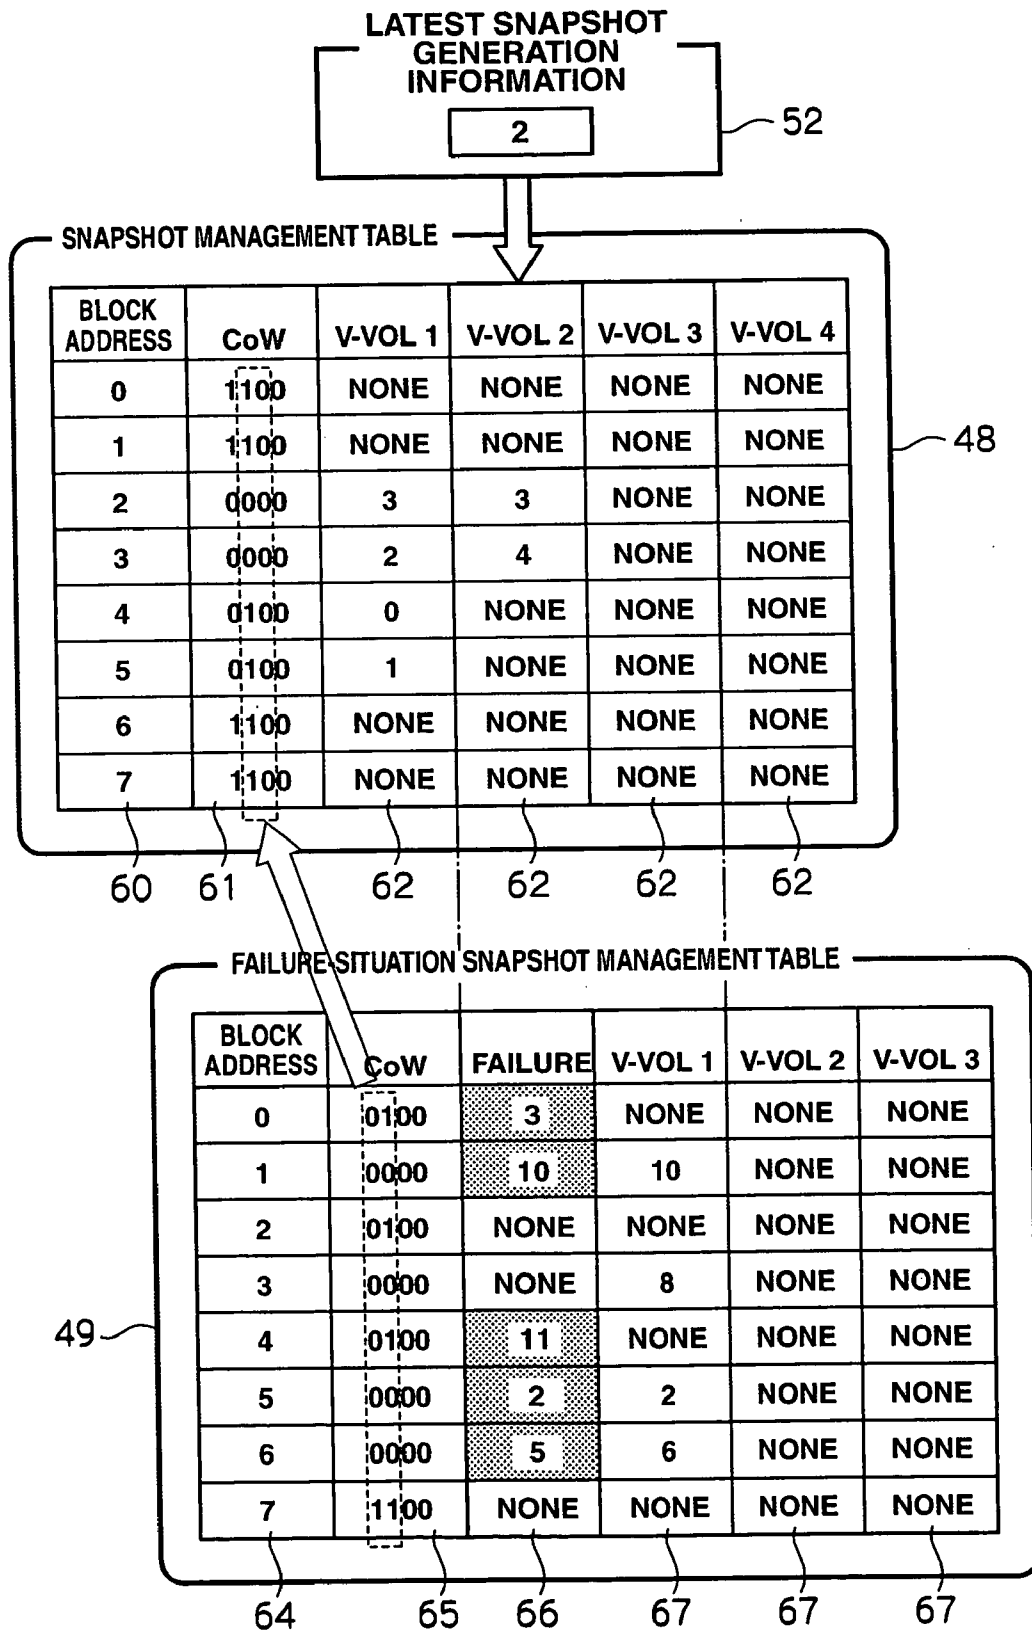 LATEST SNAPSHOT
GENERATION
INFORMATION
2
52
SNAPSHOT MANAGEMENT TABLE
BLOCK ADDRESS CoW V-VOL 1 V-VOL 2 V-VOL 3 V-VOL 4
0 1100 NONE NONE NONE NONE
1 1100 NONE NONE NONE NONE
48
2 0000 3 3 NONE NONE
3 0000 2 4 NONE NONE
4 0100 0 NONE NONE NONE
5 0100 1 NONE NONE NONE
6 1100 NONE NONE NONE NONE
7 1100 NONE NONE NONE NONE
60 61 62 62 62 62
FAILURE-SITUATION SNAPSHOT MANAGEMENT TABLE
BLOCK ADDRESS CoW FAILURE V-VOL 1 V-VOL 2 V-VOL 3
0 0100 3 NONE NONE NONE
1 0000 10 10 NONE NONE
2 0100 NONE NONE NONE NONE
3 0000 NONE 8 NONE NONE
49
4 0100 11 NONE NONE NONE
5 0000 2 2 NONE NONE
6 0000 5 6 NONE NONE
7 1100 NONE NONE NONE NONE
64 65 66 67 67 67